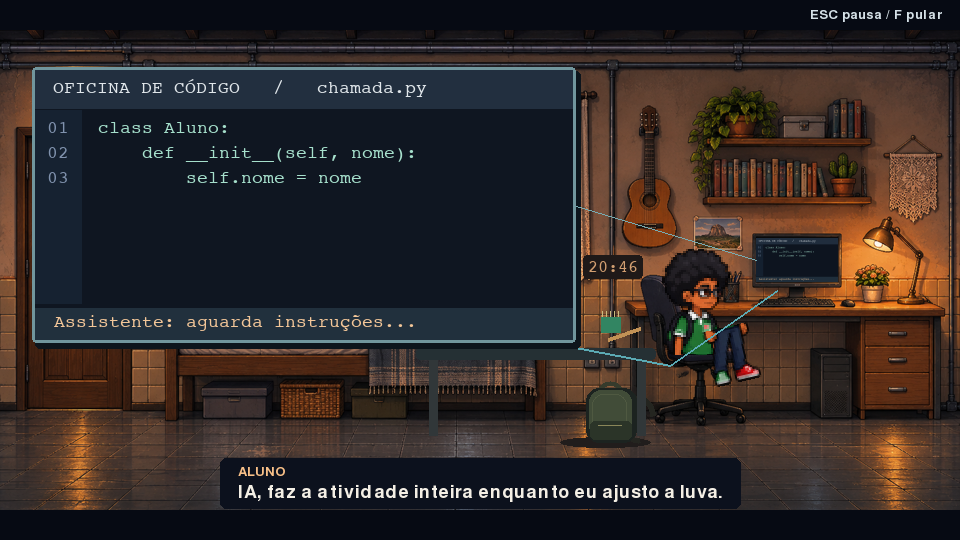 ESC pausa / F pular
OFICINA DE CÓDIGO / chamada.py
01 class Aluno:
02 def __init__(self, nome):
03 self.nome = nome
Assistente: aguarda instruções...
20:46
ALUNO
IA, faz a atividade inteira enquanto eu ajusto a luva.